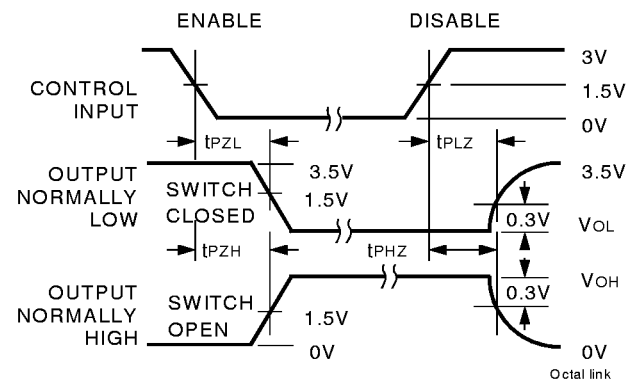 ENABLE DISABLE
3V
CONTROL INPUT
1.5V
0V
tPZL tPLZ
OUTPUT NORMALLY LOW
SWITCH CLOSED
3.5V
1.5V
3.5V
0.3V
VOL
tPZH tPHZ
OUTPUT NORMALLY HIGH
SWITCH OPEN
1.5V
0V
VOH
0.3V
0V
Octal link